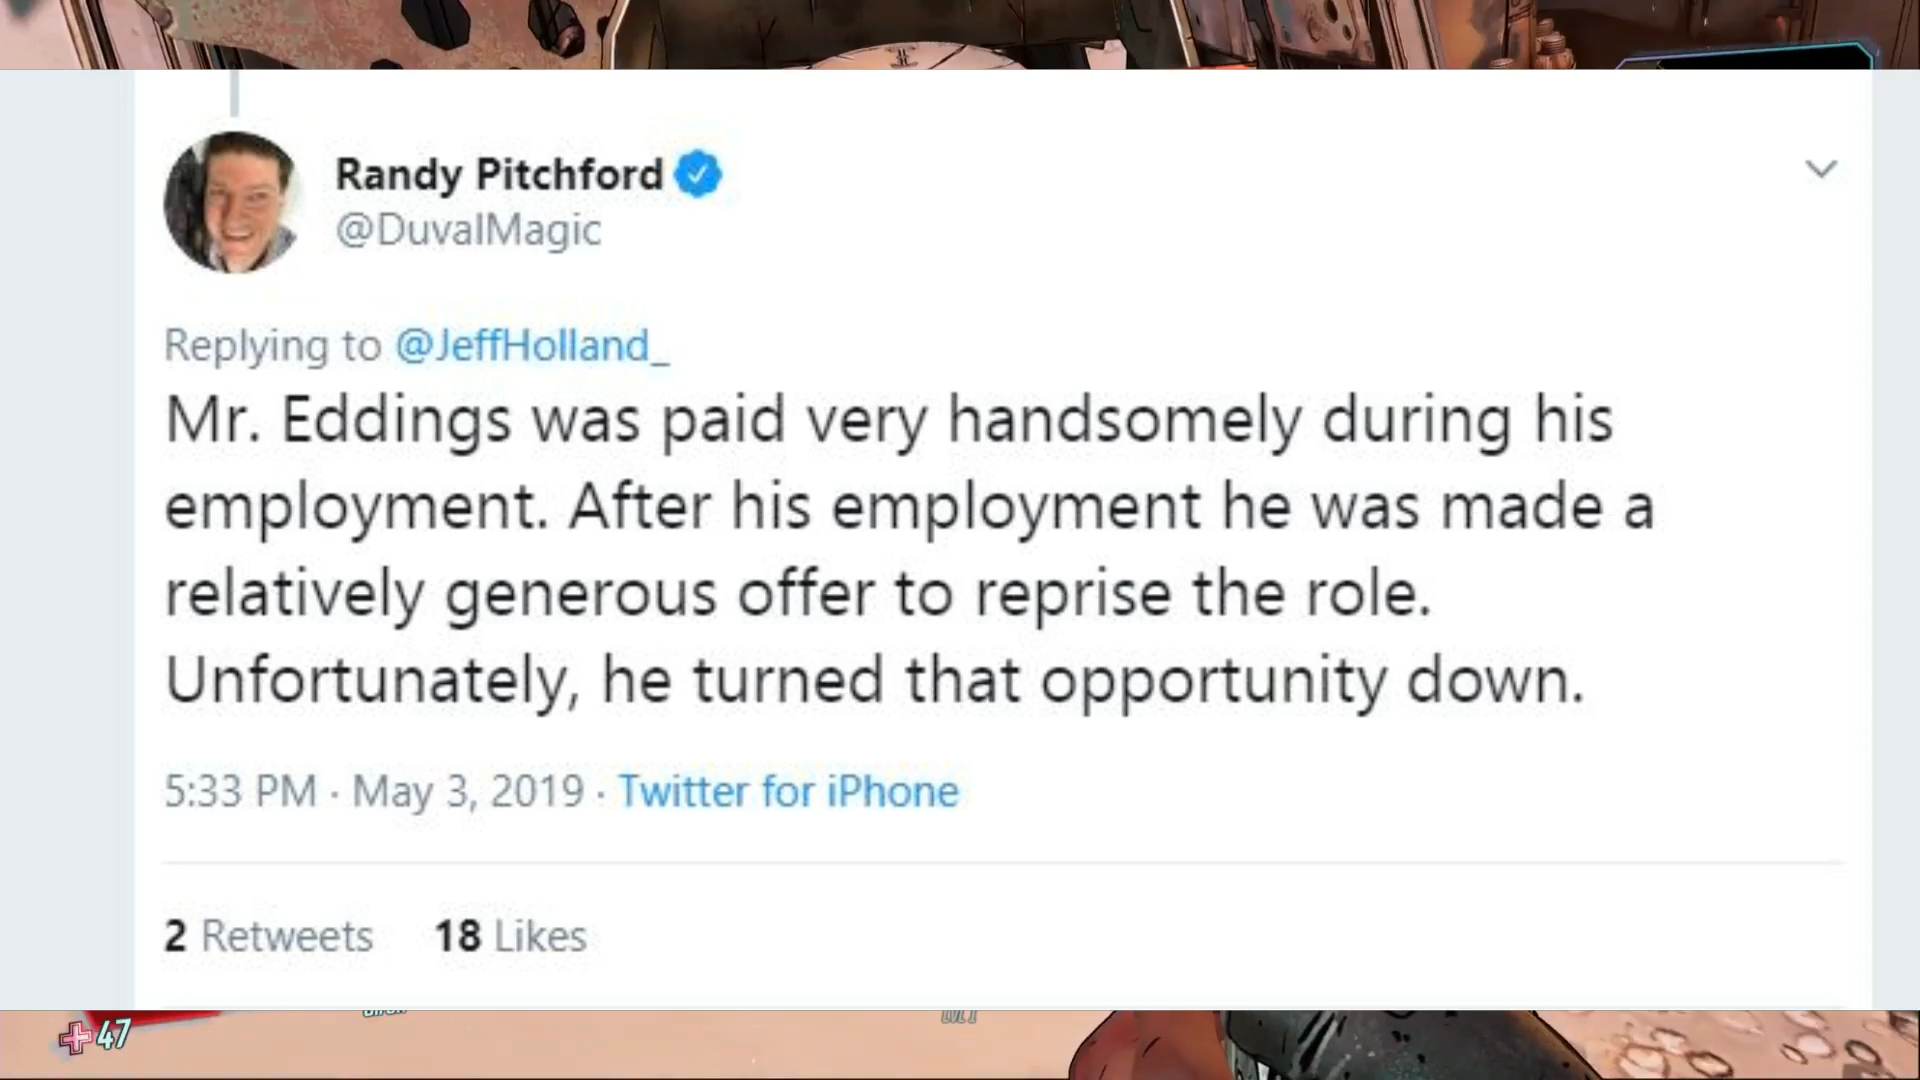 Randy Pitchford
@DuvalMagic
Replying to @JeffHolland_
Mr. Eddings was paid very handsomely during his
employment. After his employment he was made a
relatively generous offer to reprise the role.
Unfortunately, he turned that opportunity down.
5:33 PM · May 3, 2019 · Twitter for iPhone
2 Retweets 18 Likes
+47